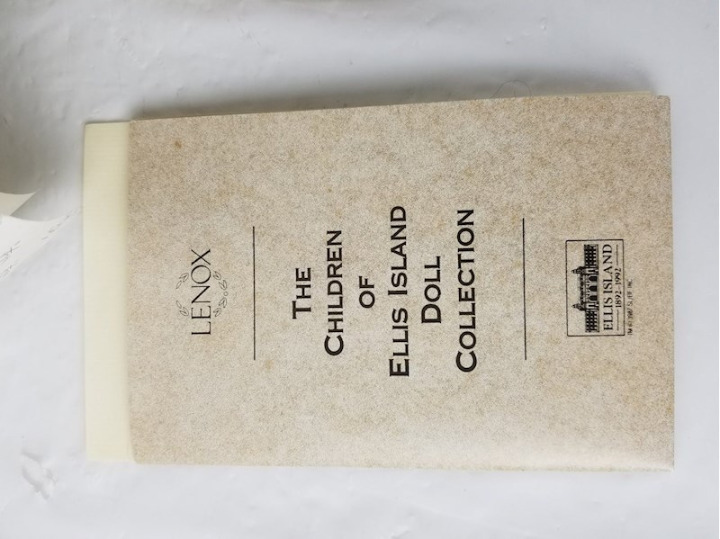 LENOX
THE
CHILDREN
OF
ELLIS ISLAND
DOLL
COLLECTION
ELLIS ISLAND
1892-1992